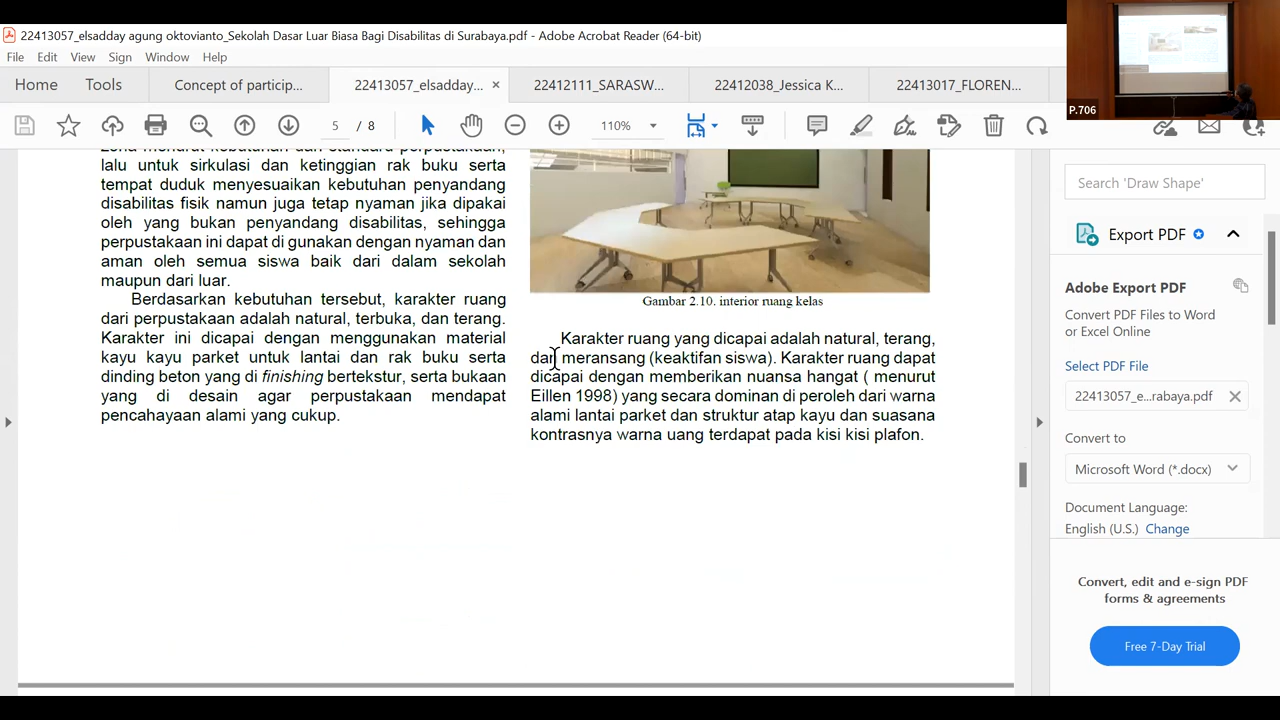 22413057_elsadday agung oktovianto_Sekolah Dasar Luar Biasa Bagi Disabilitas di Surabaya.pdf - Adobe Acrobat Reader (64-bit)
File Edit View Sign Window Help
Home Tools Concept of particip... 22413057_elsadday... × 22412111_SARASW... 22412038_Jessica K... 22413017_FLOREN...
P.706
5 / 8 110%
lalu untuk sirkulasi dan ketinggian rak buku serta
tempat duduk menyesuaikan kebutuhan penyandang
disabilitas fisik namun juga tetap nyaman jika dipakai
oleh yang bukan penyandang disabilitas, sehingga
perpustakaan ini dapat di gunakan dengan nyaman dan
aman oleh semua siswa baik dari dalam sekolah
maupun dari luar.
Berdasarkan kebutuhan tersebut, karakter ruang
dari perpustakaan adalah natural, terbuka, dan terang.
Karakter ini dicapai dengan menggunakan material
kayu kayu parket untuk lantai dan rak buku serta
dinding beton yang di finishing bertekstur, serta bukaan
yang di desain agar perpustakaan mendapat
pencahayaan alami yang cukup.
Gambar 2.10. interior ruang kelas
Karakter ruang yang dicapai adalah natural, terang,
dan meransang (keaktifan siswa). Karakter ruang dapat
dicapai dengan memberikan nuansa hangat ( menurut
Eillen 1998) yang secara dominan di peroleh dari warna
alami lantai parket dan struktur atap kayu dan suasana
kontrasnya warna uang terdapat pada kisi kisi plafon.
Search 'Draw Shape'
Export PDF
Adobe Export PDF
Convert PDF Files to Word
or Excel Online
Select PDF File
22413057_e...rabaya.pdf ×
Convert to
Microsoft Word (*.docx)
Document Language:
English (U.S.) Change
Convert, edit and e-sign PDF
forms & agreements
Free 7-Day Trial